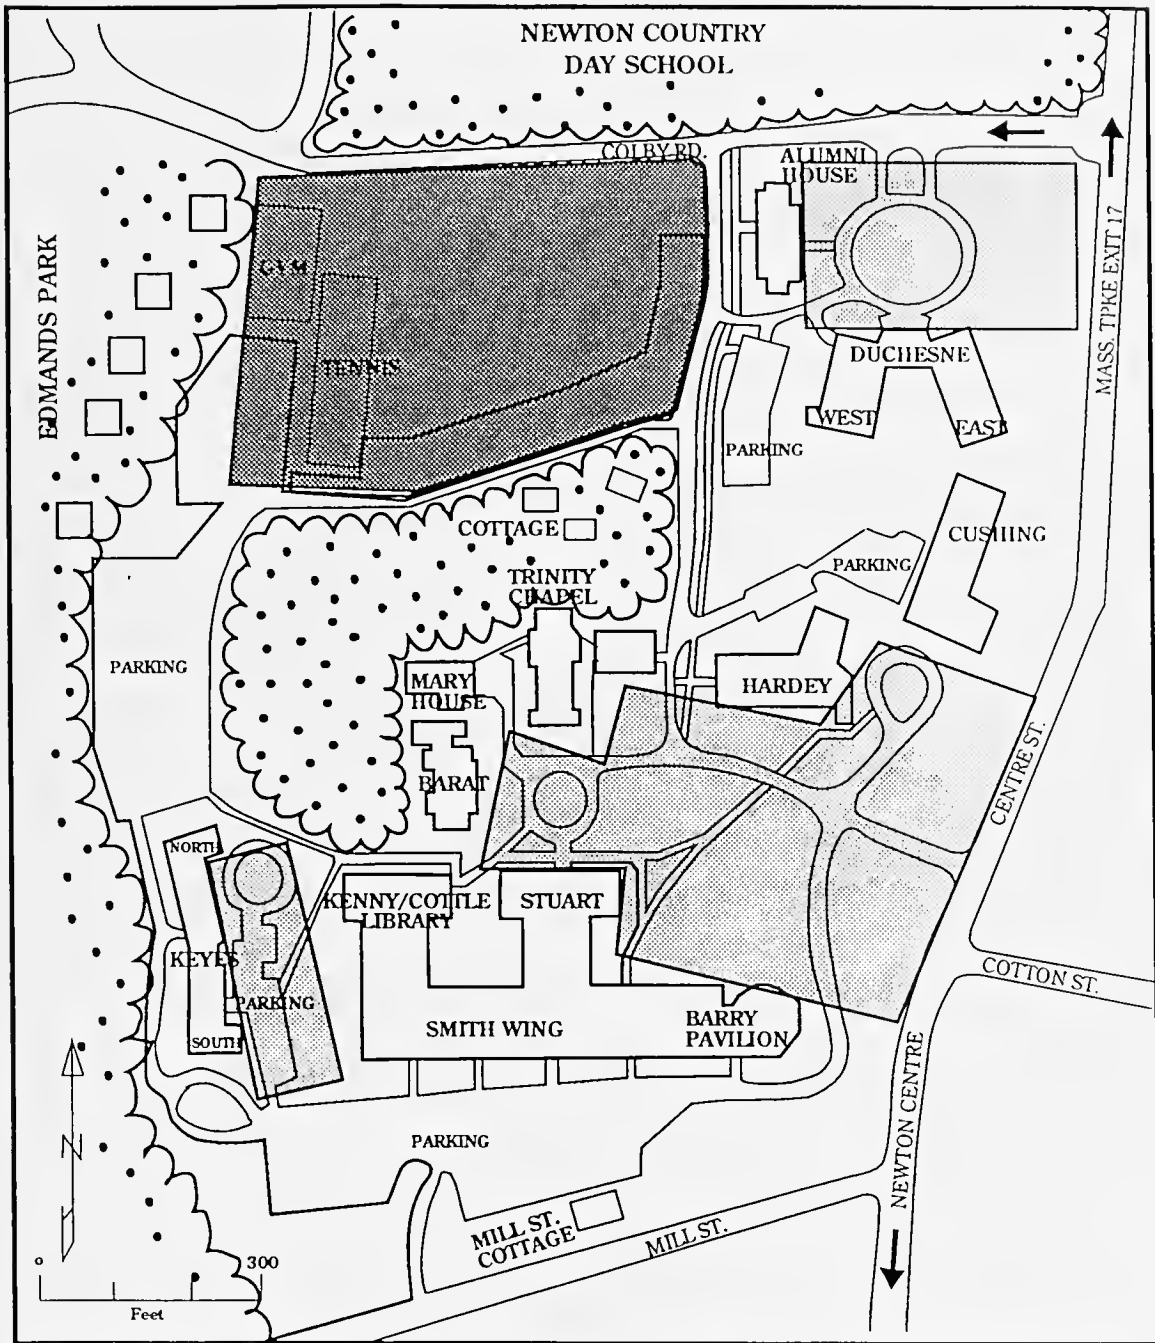 NEWTON COUNTRY
DAY SCHOOL
COLBY RD.
ALUMNI
HOUSE
MASS. TPKE EXIT 17
EDMANDS PARK
GYM
TENNIS
DUCHESNE
WEST
EAST
PARKING
COTTAGE
CUSHING
TRINITY
CHAPEL
PARKING
PARKING
MARY
HOUSE
HARDEY
BARAT
CENTRE ST.
NORTH
KENNY/COTTLE
LIBRARY
STUART
KEYES
PARKING
COTTON ST.
SOUTH
SMITH WING
BARRY
PAVILION
NEWTON CENTRE
N
PARKING
MILL ST.
COTTAGE
MILL ST.
0
300
Feet